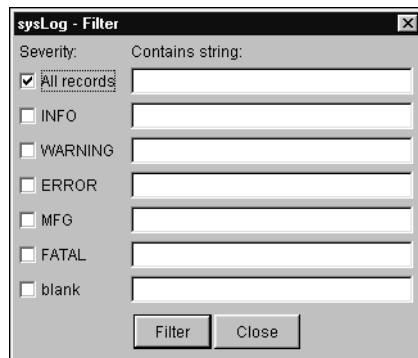 sysLog - Filter
Severity: Contains string:
All records
INFO
WARNING
ERROR
MFG
FATAL
blank
Filter Close